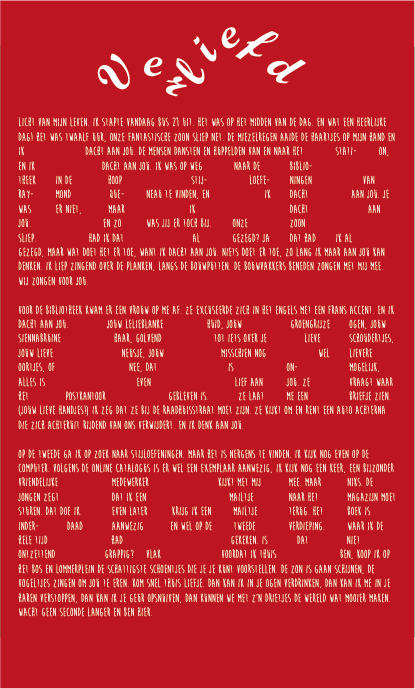 Verliefd
LICHT VAN MIJN LEVEN. IK STAPTE VANDAAG BUS 21 UIT. HET WAS OP HET MIDDEN VAN DE DAG. EN WAT EEN HEERLIJKE
DAG! HET WAS TWAALF UUR, ONZE FANTASTISCHE ZOON SLIEP NET. DE MIEZELREGEN AAIDE DE HAARTJES OP MIJN HAND EN
IK DACHT AAN JOU. DE MENSEN DANSTEN EN HUPPELDEN VAN EN NAAR HET STATI- ON,
EN IK DACHT AAN JOU. IK WAS OP WEG NAAR DE BIBLIO-
THEEK IN DE HOOP STIJL- LOEFE- NINGEN VAN
RAY- MOND QUE- NEAU TE VINDEN, EN IK DACHT AAN JOU. JE
WAS ER NIET, MAAR IK DACHT AAN
JOU. EN ZO WAS JIJ ER TOCH BIJ. ONZE ZOON
SLIEP. HAD IK DAT AL GEZEGD? JA DAT HAD IK AL
GEZEGD, MAAR WAT DOET HET ER TOE, WANT IK DACHT AAN JOU. NIETS DOET ER TOE, ZO LANG IK MAAR AAN JOU KAN
DENKEN. IK LIEP ZINGEND OVER DE PLANKEN, LANGS DE BOUWPUTTEN. DE BOUWVAKKERS BENEDEN ZONGEN MET MIJ MEE.
WIJ ZONGEN VOOR JOU.
VOOR DE BIBLIOTHEEK KWAM ER EEN VROUW OP ME AF. ZE EXCUSEERDE ZICH IN HET ENGELS MET EEN FRANS ACCENT. EN IK
DACHT AAN JOU. JOUW LELIEBLANKE HUID, JOUW GROENGRIJZE OGEN, JOUW
SIENNABRUINE HAAR, GOLVEND TOT IETS OVER JE LIEVE SCHOUDERTJES,
JOUW LIEVE NEUSJE, JOUW MISSCHIEN NOG WEL LIEVERE
OORTJES, OF NEE, DAT IS ON- MOGELIJK,
ALLES IS EVEN LIEF AAN JOU. ZE VRAAGT WAAR
HET POSTKANTOOR GEBLEVEN IS. ZE LAAT ME EEN BRIEFJE ZIEN.
(JOUW LIEVE HANDJES!) IK ZEG DAT ZE BIJ DE RAADHUISSTRAAT MOET ZIJN. ZE KIJKT OM EN RENT EEN AUTO ACHTERNA
DIE ZICH ACHTERUIT RIJDEND VAN ONS VERWIJDERT. EN IK DENK AAN JOU.
OP DE TWEEDE GA IK OP ZOEK NAAR STIJLOEFENINGEN. MAAR HET IS NERGENS TE VINDEN. IK KIJK NOG EVEN OP DE
COMPUTER. VOLGENS DE ONLINE CATALOGUS IS ER WEL EEN EXEMPLAAR AANWEZIG, IK KIJK NOG EEN KEER, EEN BIJZONDER
VRIENDELIJKE MEDEWERKER KIJKT MET MIJ MEE. MAAR NIKS. DE
JONGEN ZEGT DAT IK EEN MAILTJE NAAR HET MAGAZIJN MOET
STUREN. DAT DOE IK. EVEN LATER KRIJG IK EEN MAILTJE TERUG. HET BOEK IS
INDER- DAAD AANWEZIG EN WEL OP DE TWEEDE VERDIEPING. WAAR IK DE
HELE TIJD HAD GEKEKEN. IS DAT NIET
ONTZETTEND GRAPPIG? VLAK VOORDAT IK THUIS BEN, KOOP IK OP
HET BOS EN LOMMERPLEIN DE SCHATTIGSTE SCHOENTJES DIE JE JE KUNT VOORSTELLEN. DE ZON IS GAAN SCHIJNEN, DE
VOGELTJES ZINGEN OM JOU TE EREN. KOM SNEL THUIS LIEFJE. DAN KAN IK IN JE OGEN VERDRINKEN, DAN KAN IK ME IN JE
HAREN VERSTOPPEN, DAN KAN IK JE GEUR OPSNUIVEN, DAN KUNNEN WE MET Z'N DRIETJES DE WERELD WAT MOOIER MAKEN.
WACHT GEEN SECONDE LANGER EN BEN HIER.